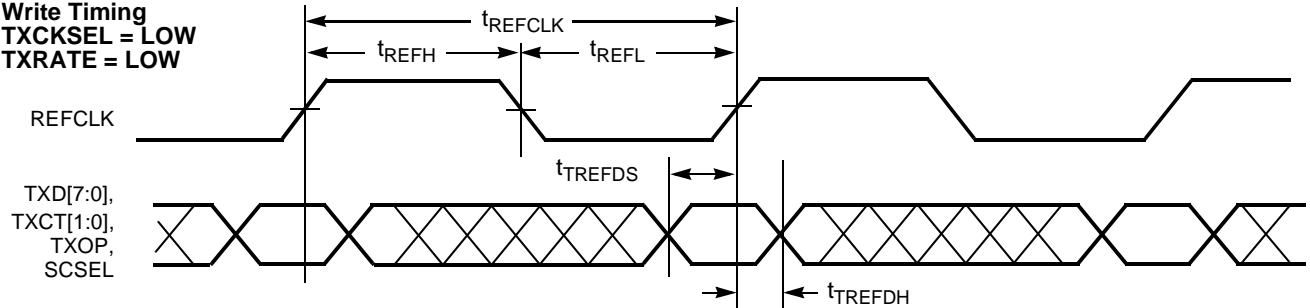 Write Timing
TXCKSEL = LOW
TXRATE = LOW
tREFCLK
tREFH
tREFL
REFCLK
tTREFDS
TXD[7:0],
TXCT[1:0],
TXOP,
SCSEL
tTREFDH